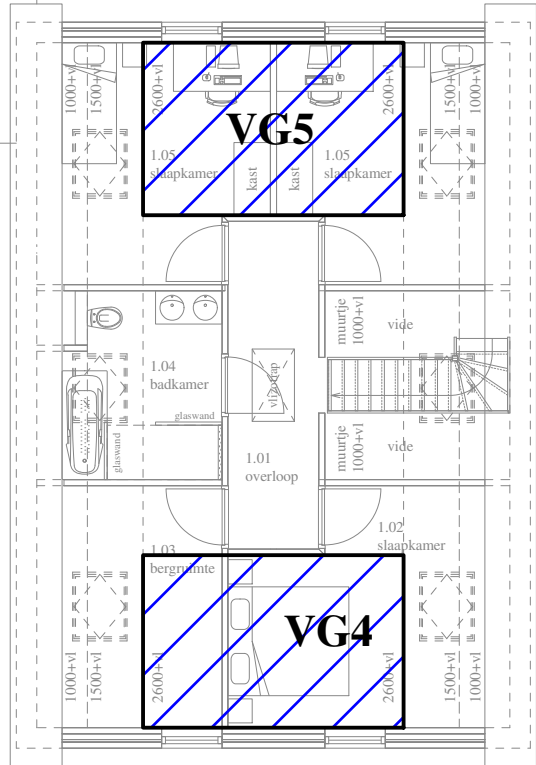 1000+vl
1500+vl
2600+vl
2600+vl
1500+vl
1000+vl
VG5
1.05
slaapkamer
kast
kast
1.05
slaapkamer
muurtje
1000+vl
vide
1.04
badkamer
vlizotrap
glaswand
glaswand
muurtje
1000+vl
vide
1.01
overloop
1.02
slaapkamer
1.03
bergruimte
VG4
1000+vl
1500+vl
2600+vl
2600+vl
1500+vl
1000+vl